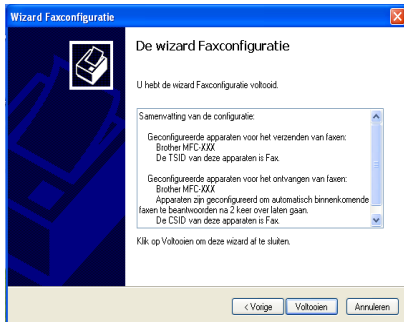 Wizard Faxconfiguratie
De wizard Faxconfiguratie
U hebt de wizard Faxconfiguratie voltooid.
Samenvatting van de configuratie:
Geconfigureerde apparaten voor het verzenden van faxen:
Brother MFC-XXX
De TSID van deze apparaten is Fax.
Geconfigureerde apparaten voor het ontvangen van faxen:
Brother MFC-XXX
Apparaten zijn geconfigureerd om automatisch binnenkomende
faxen te beantwoorden na 2 keer over laten gaan.
De CSID van deze apparaten is Fax.
Klik op Voltooien om deze wizard af te sluiten.
< Vorige Voltooien Annuleren